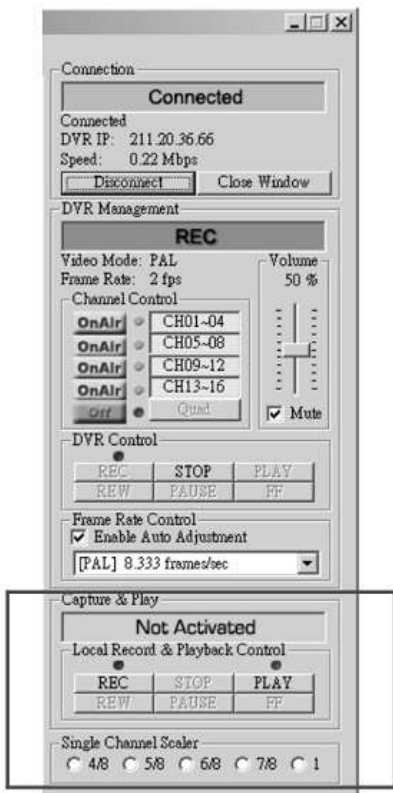 Connection
Connected
Connected
DVR IP: 211.20.36.66
Speed: 0.22 Mbps
Disconnect Close Window
DVR Management
REC
Video Mode: PAL
Frame Rate: 2 fps
Volume
50 %
Channel Control
OnAir CH01~04
OnAir CH05~08
OnAir CH09~12
OnAir CH13~16
Off Quad
Mute
DVR Control
REC STOP PLAY
REW PAUSE FF
Frame Rate Control
Enable Auto Adjustment
[PAL] 8.333 frames/sec
Capture & Play
Not Activated
Local Record & Playback Control
REC STOP PLAY
REW PAUSE FF
Single Channel Scaler
4/8 5/8 6/8 7/8 1